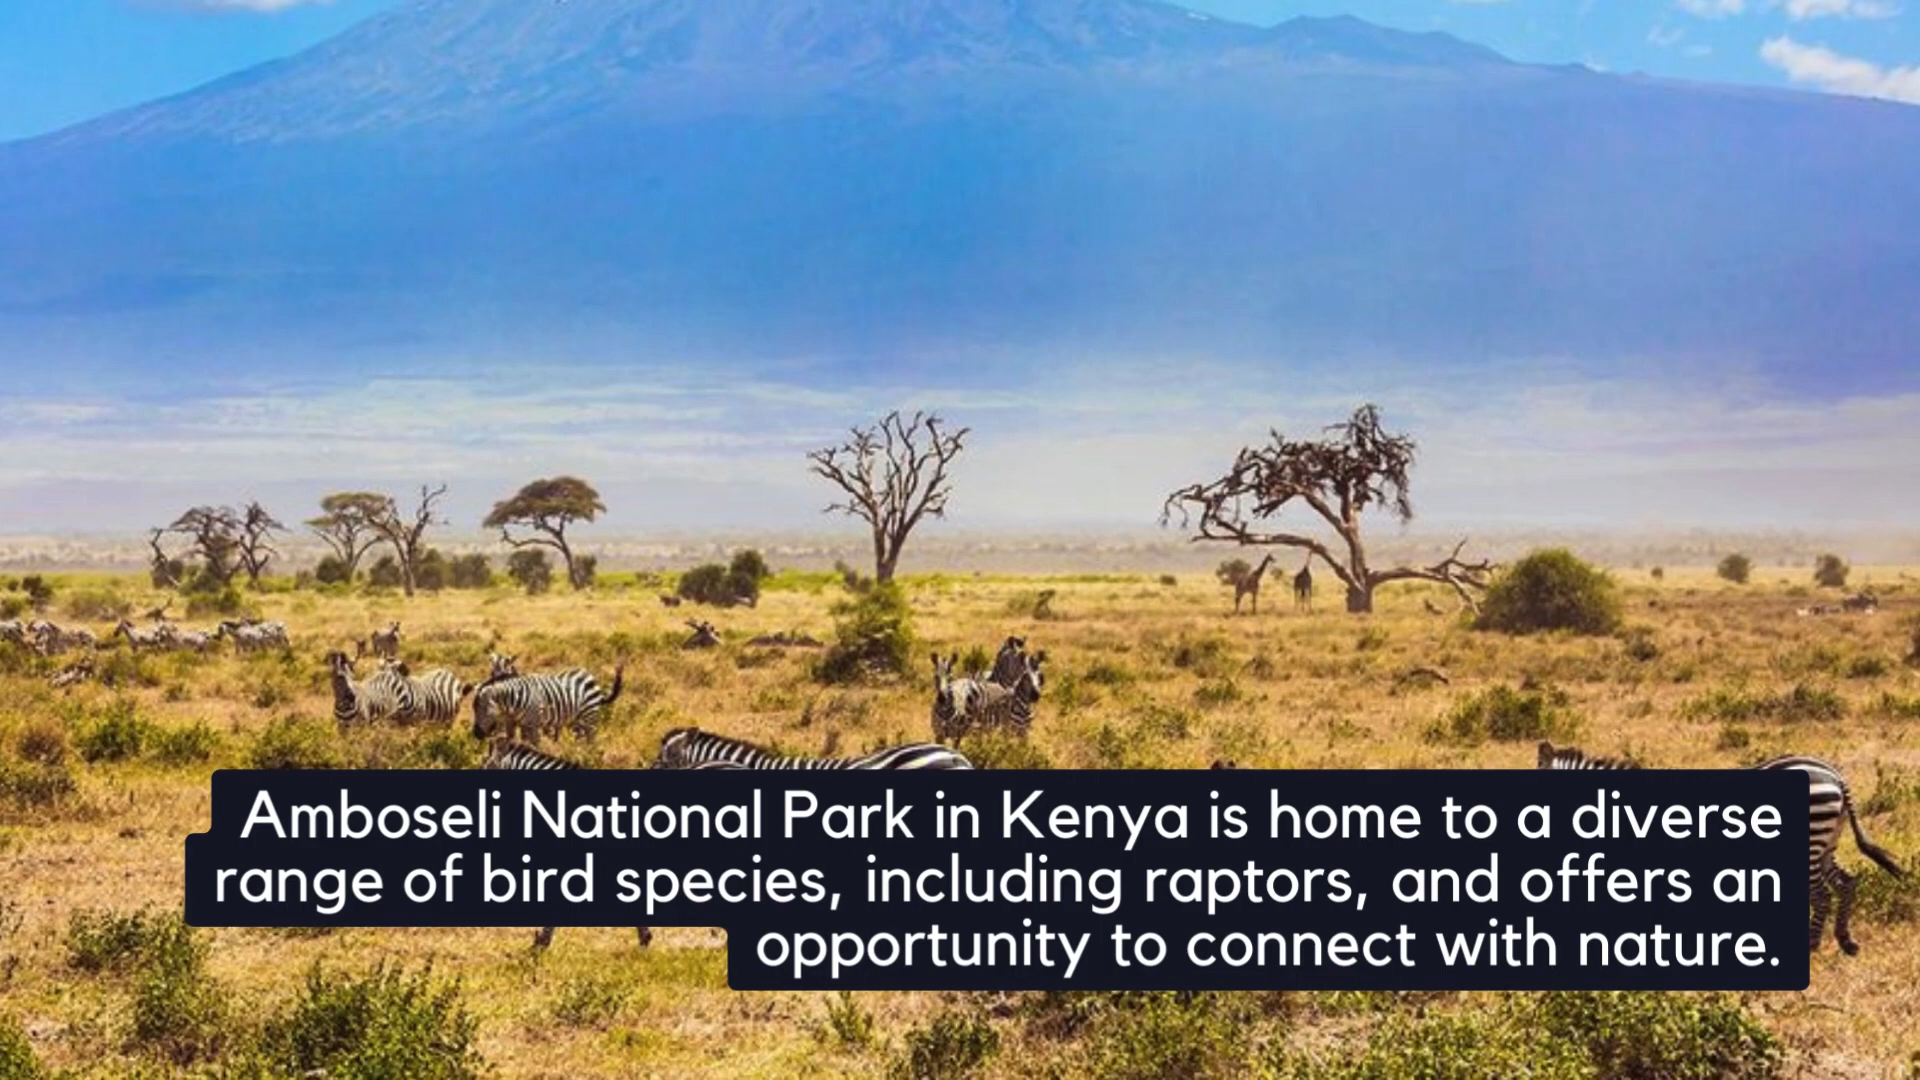 Amboseli National Park in Kenya is home to a diverse
range of bird species, including raptors, and offers an
opportunity to connect with nature.